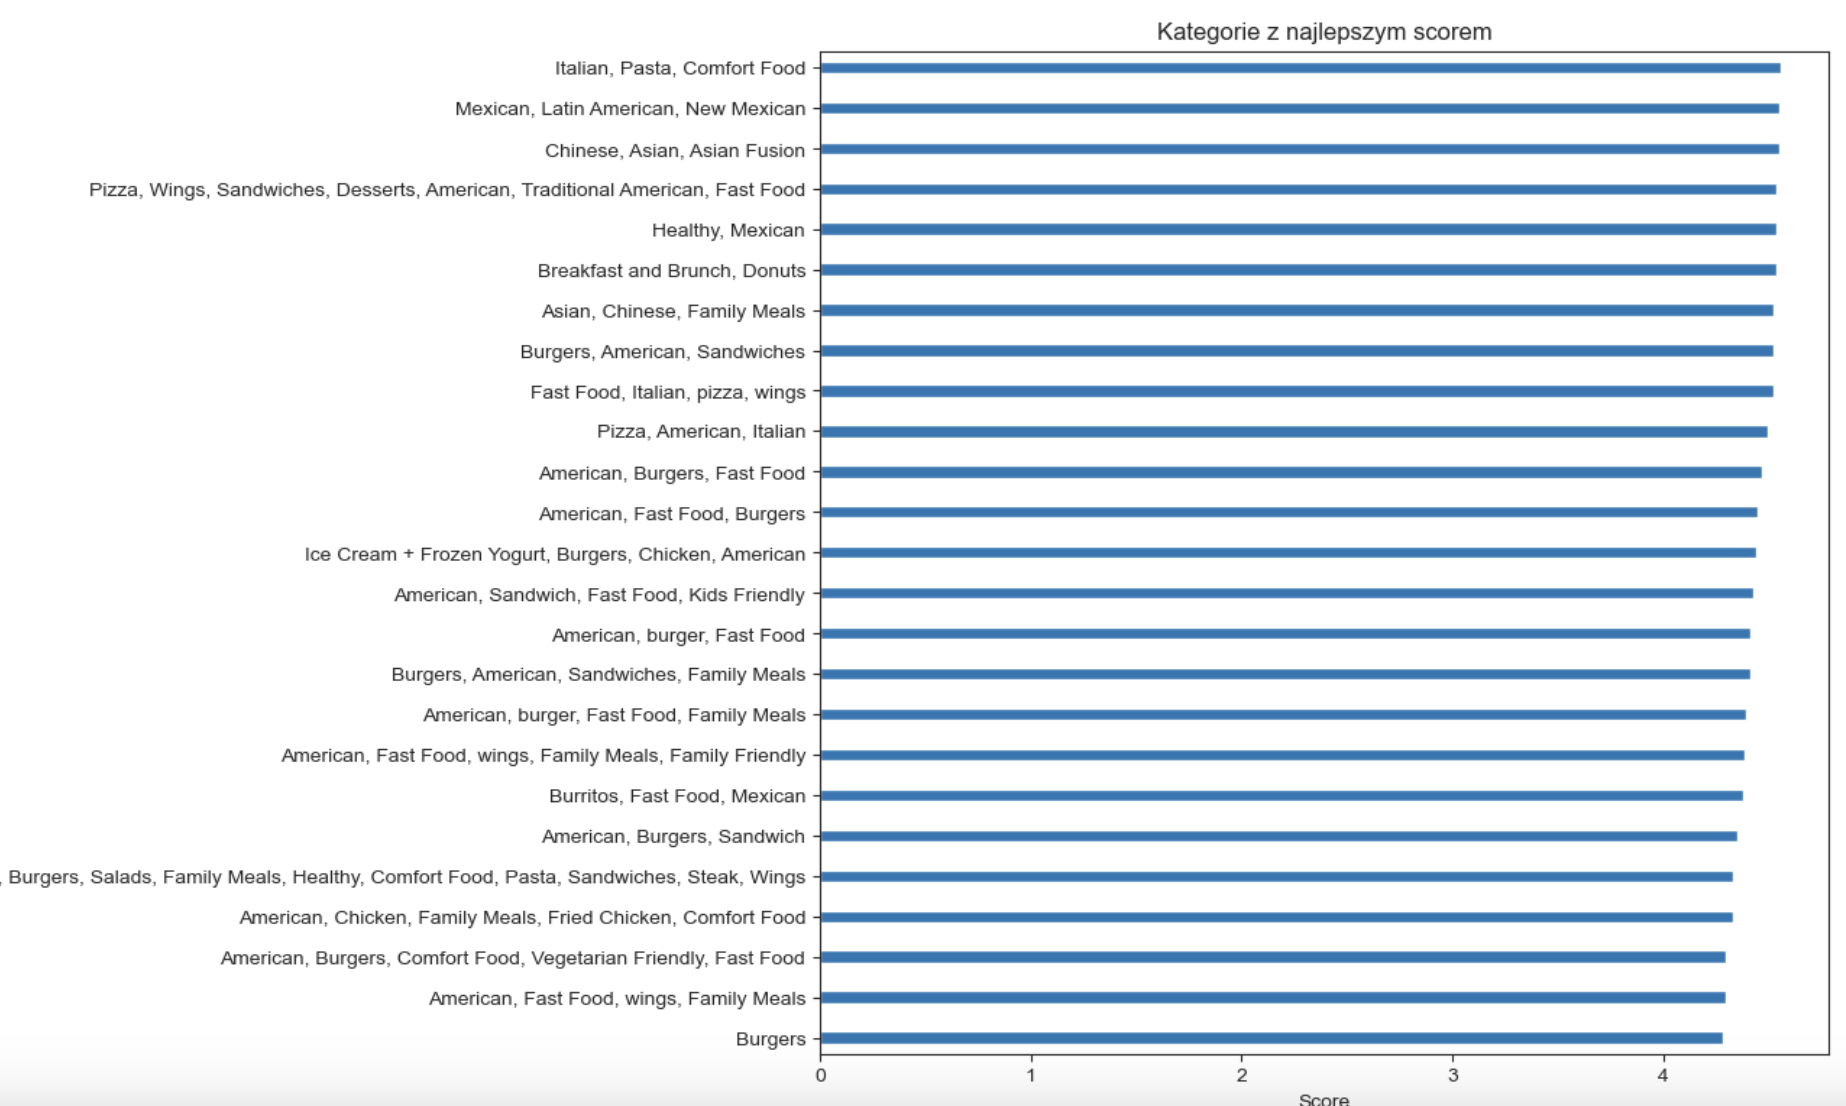 Kategorie z najlepszym scorem
Italian, Pasta, Comfort Food
Mexican, Latin American, New Mexican
Chinese, Asian, Asian Fusion
Pizza, Wings, Sandwiches, Desserts, American, Traditional American, Fast Food
Healthy, Mexican
Breakfast and Brunch, Donuts
Asian, Chinese, Family Meals
Burgers, American, Sandwiches
Fast Food, Italian, pizza, wings
Pizza, American, Italian
American, Burgers, Fast Food
American, Fast Food, Burgers
Ice Cream + Frozen Yogurt, Burgers, Chicken, American
American, Sandwich, Fast Food, Kids Friendly
American, burger, Fast Food
Burgers, American, Sandwiches, Family Meals
American, burger, Fast Food, Family Meals
American, Fast Food, wings, Family Meals, Family Friendly
Burritos, Fast Food, Mexican
American, Burgers, Sandwich
, Burgers, Salads, Family Meals, Healthy, Comfort Food, Pasta, Sandwiches, Steak, Wings
American, Chicken, Family Meals, Fried Chicken, Comfort Food
American, Burgers, Comfort Food, Vegetarian Friendly, Fast Food
American, Fast Food, wings, Family Meals
Burgers
0 1 2 3 4
Score